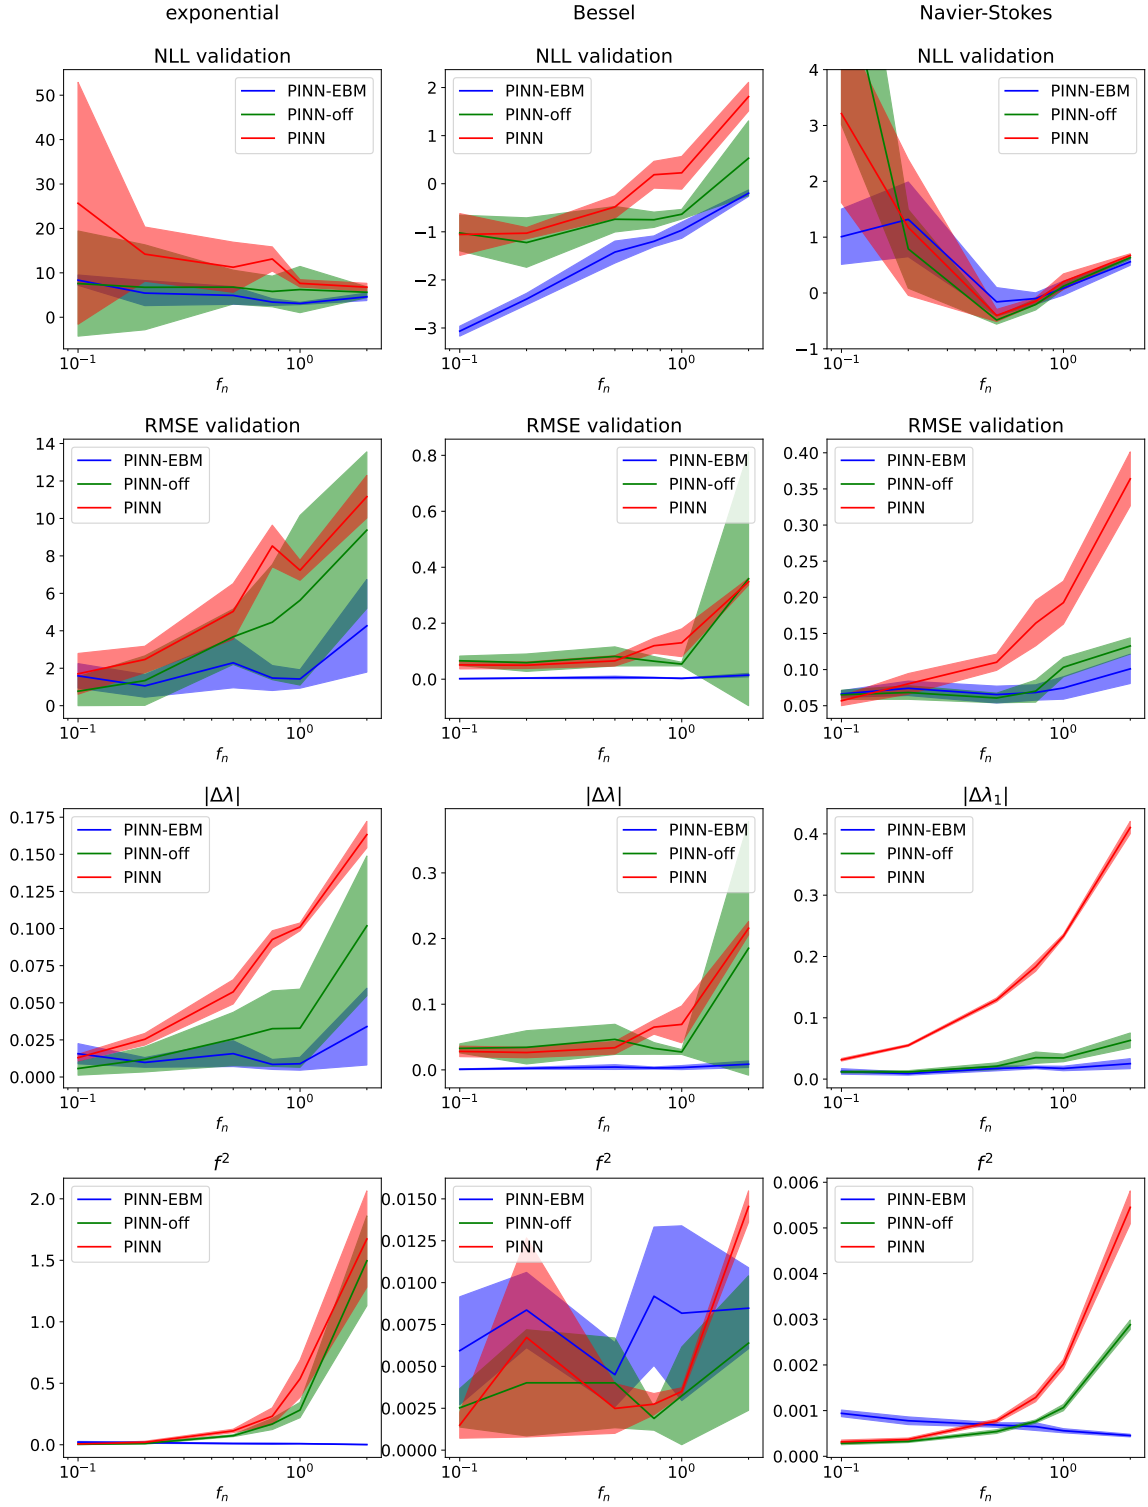 exponential Bessel Navier-Stokes
NLL validation NLL validation NLL validation
PINN-EBM
PINN-off
PINN
50
40
30
20
10
0
10⁻¹ 10⁰
fₙ
PINN-EBM
PINN-off
PINN
2
1
0
−1
−2
−3
10⁻¹ 10⁰
fₙ
PINN-EBM
PINN-off
PINN
4
3
2
1
0
−1
10⁻¹ 10⁰
fₙ
RMSE validation RMSE validation RMSE validation
PINN-EBM
PINN-off
PINN
14
12
10
8
6
4
2
0
10⁻¹ 10⁰
fₙ
PINN-EBM
PINN-off
PINN
0.8
0.6
0.4
0.2
0.0
10⁻¹ 10⁰
fₙ
PINN-EBM
PINN-off
PINN
0.40
0.35
0.30
0.25
0.20
0.15
0.10
0.05
10⁻¹ 10⁰
fₙ
|Δλ| |Δλ| |Δλ₁|
PINN-EBM
PINN-off
PINN
0.175
0.150
0.125
0.100
0.075
0.050
0.025
0.000
10⁻¹ 10⁰
fₙ
PINN-EBM
PINN-off
PINN
0.3
0.2
0.1
0.0
10⁻¹ 10⁰
fₙ
PINN-EBM
PINN-off
PINN
0.4
0.3
0.2
0.1
0.0
10⁻¹ 10⁰
fₙ
f² f² f²
PINN-EBM
PINN-off
PINN
2.0
1.5
1.0
0.5
0.0
10⁻¹ 10⁰
fₙ
PINN-EBM
PINN-off
PINN
0.0150
0.0125
0.0100
0.0075
0.0050
0.0025
0.0000
10⁻¹ 10⁰
fₙ
PINN-EBM
PINN-off
PINN
0.006
0.005
0.004
0.003
0.002
0.001
0.000
10⁻¹ 10⁰
fₙ